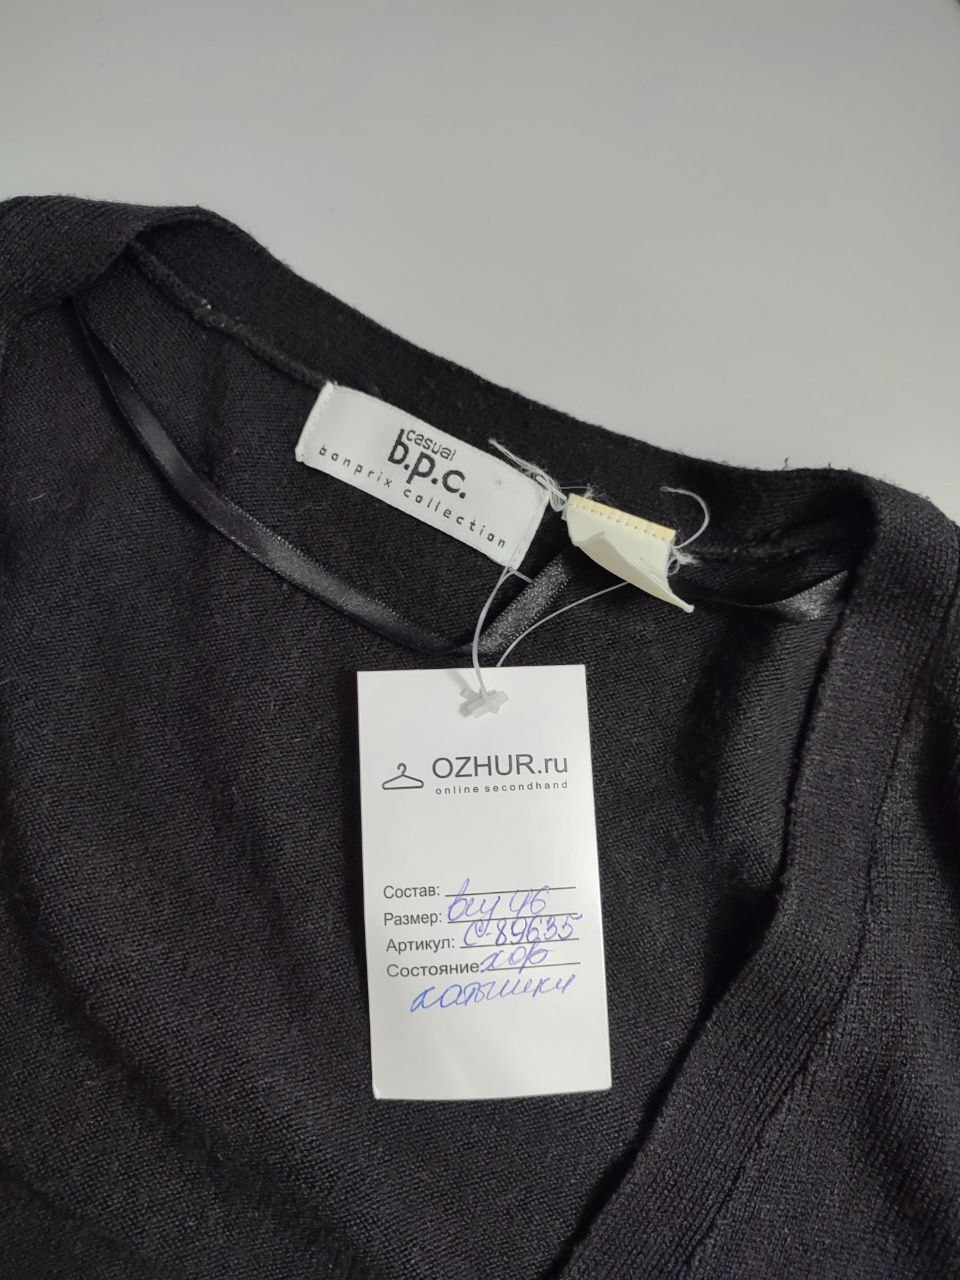 casual
b.p.c.
bonprix collection
OZHUR.ru
online secondhand
Состав:
Размер: 46
Артикул: С-89635
Состояние: хор
катышки